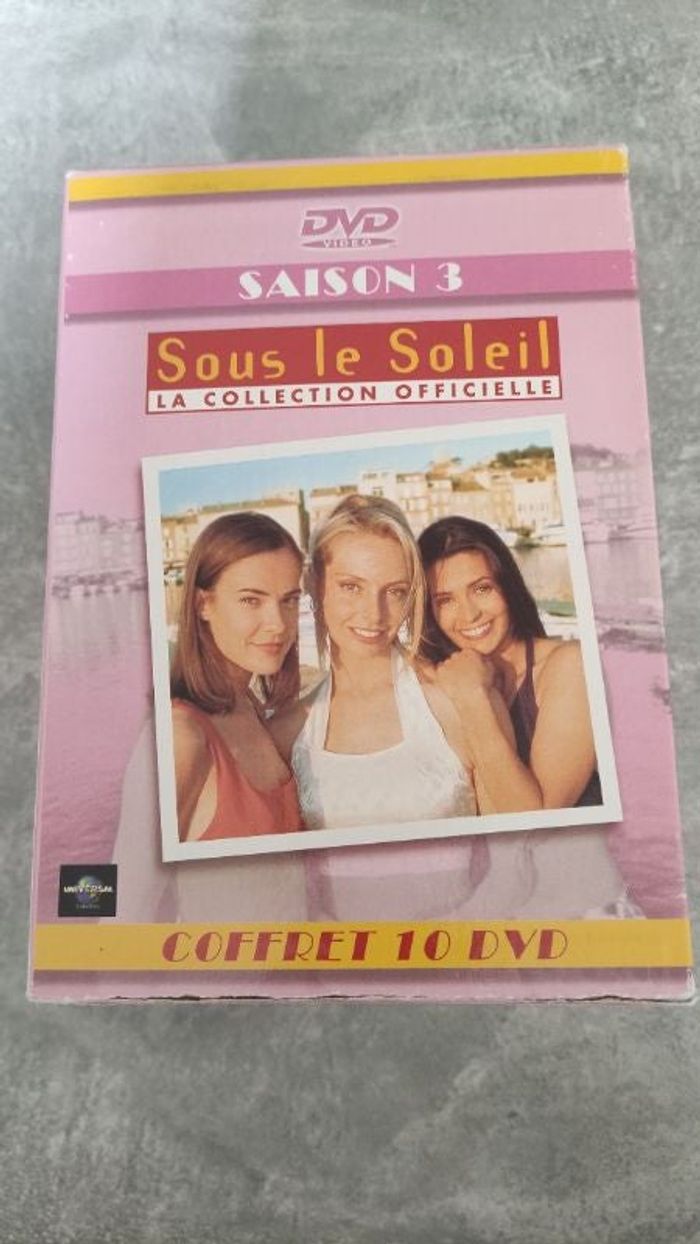 DVD
VIDEO
SAISON 3
Sous le Soleil
LA COLLECTION OFFICIELLE
UNIVERSAL
COFFRET 10 DVD